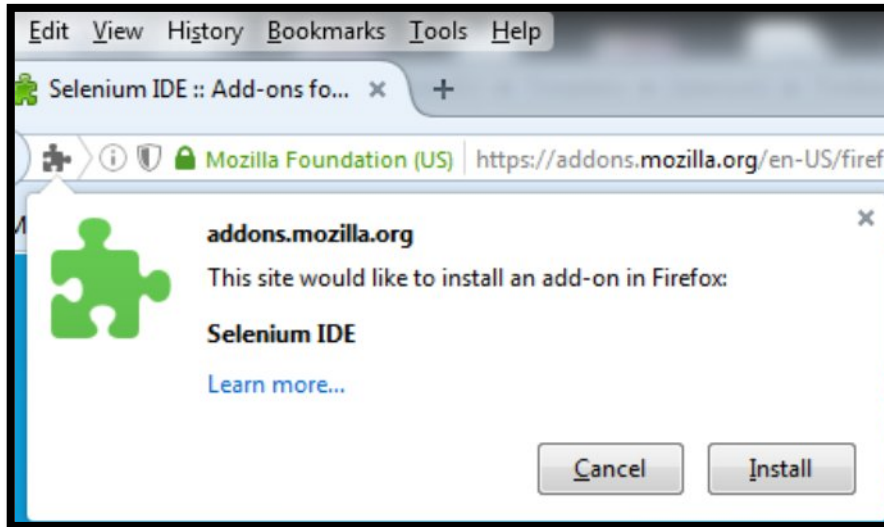 Edit View History Bookmarks Tools Help
Selenium IDE :: Add-ons fo...
Mozilla Foundation (US) https://addons.mozilla.org/en-US/firef
addons.mozilla.org
This site would like to install an add-on in Firefox:
Selenium IDE
Learn more...
Cancel Install